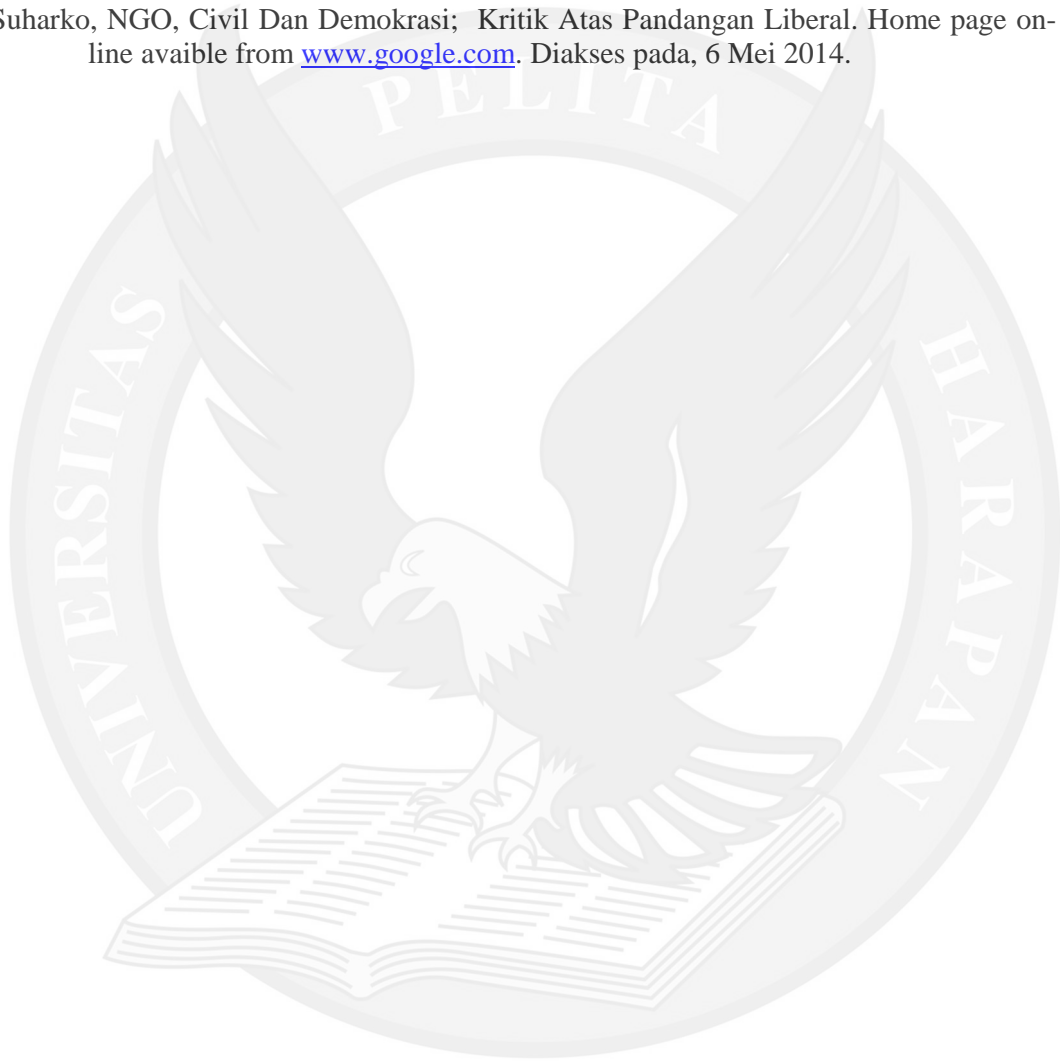 Suharko, NGO, Civil Dan Demokrasi; Kritik Atas Pandangan Liberal. Home page on-
line avaible from www.google.com. Diakses pada, 6 Mei 2014.
UNIVERSITAS PELITA HARAPAN